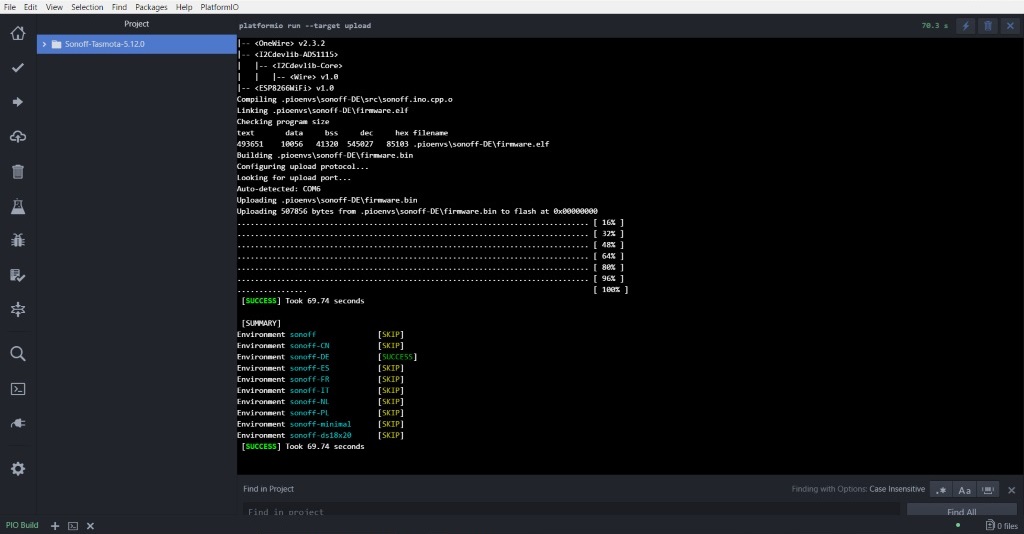 File Edit View Selection Find Packages Help PlatformIO
Project
platformio run --target upload
70.3 s
Sonoff-Tasmota-5.12.0
|-- <OneWire> v2.3.2
|-- <I2Cdevlib-ADS1115>
| |-- <I2Cdevlib-Core>
| | |-- <Wire> v1.0
|-- <ESP8266WiFi> v1.0
Compiling .pioenvs\sonoff-DE\src\sonoff.ino.cpp.o
Linking .pioenvs\sonoff-DE\firmware.elf
Checking program size
text data bss dec hex filename
493651 10056 41320 545027 85103 .pioenvs\sonoff-DE\firmware.elf
Building .pioenvs\sonoff-DE\firmware.bin
Configuring upload protocol...
Looking for upload port...
Auto-detected: COM6
Uploading .pioenvs\sonoff-DE\firmware.bin
Uploading 507856 bytes from .pioenvs\sonoff-DE\firmware.bin to flash at 0x00000000
................................................................................ [ 16% ]
................................................................................ [ 32% ]
................................................................................ [ 48% ]
................................................................................ [ 64% ]
................................................................................ [ 80% ]
................................................................................ [ 96% ]
................ [ 100% ]
[SUCCESS] Took 69.74 seconds
[SUMMARY]
Environment sonoff [SKIP]
Environment sonoff-CN [SKIP]
Environment sonoff-DE [SUCCESS]
Environment sonoff-ES [SKIP]
Environment sonoff-FR [SKIP]
Environment sonoff-IT [SKIP]
Environment sonoff-NL [SKIP]
Environment sonoff-PL [SKIP]
Environment sonoff-minimal [SKIP]
Environment sonoff-ds18x20 [SKIP]
[SUCCESS] Took 69.74 seconds
Find in Project
Finding with Options: Case Insensitive
.* Aa
Find in project
Find All
PIO Build
0 files